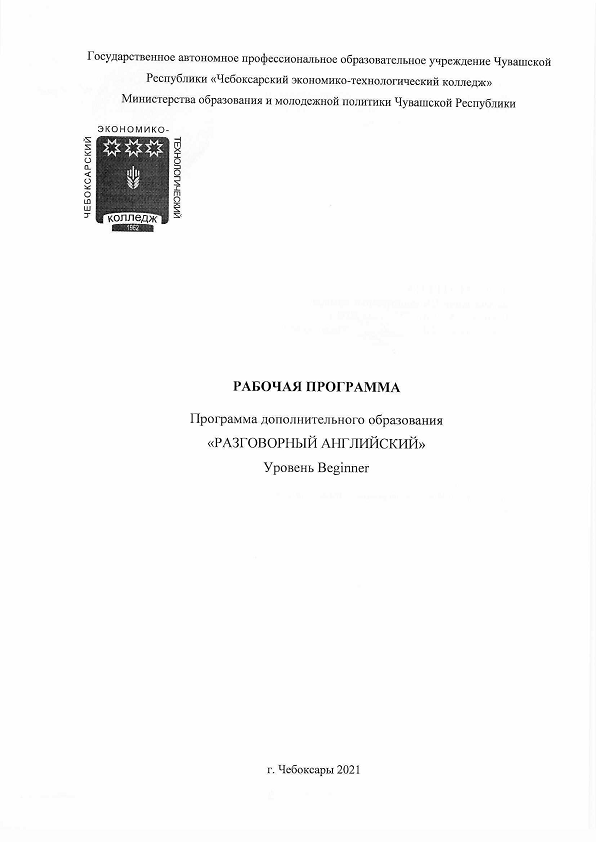 Государственное автономное профессиональное образовательное учреждение Чувашской
Республики «Чебоксарский экономико-технологический колледж»
Министерства образования и молодежной политики Чувашской Республики
ЧЕБОКСАРСКИЙ
ЭКОНОМИКО-
ТЕХНОЛОГИЧЕСКИЙ
КОЛЛЕДЖ
1962
РАБОЧАЯ ПРОГРАММА
Программа дополнительного образования
«РАЗГОВОРНЫЙ АНГЛИЙСКИЙ»
Уровень Beginner
г. Чебоксары 2021